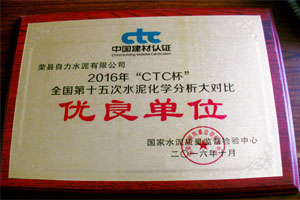 ctc
中国建材认证
荣县自力水泥有限公司
2016年“CTC杯”
全国第十五次水泥化学分析大对比
优良单位
国家水泥质量监督检验中心
二〇一六年十月